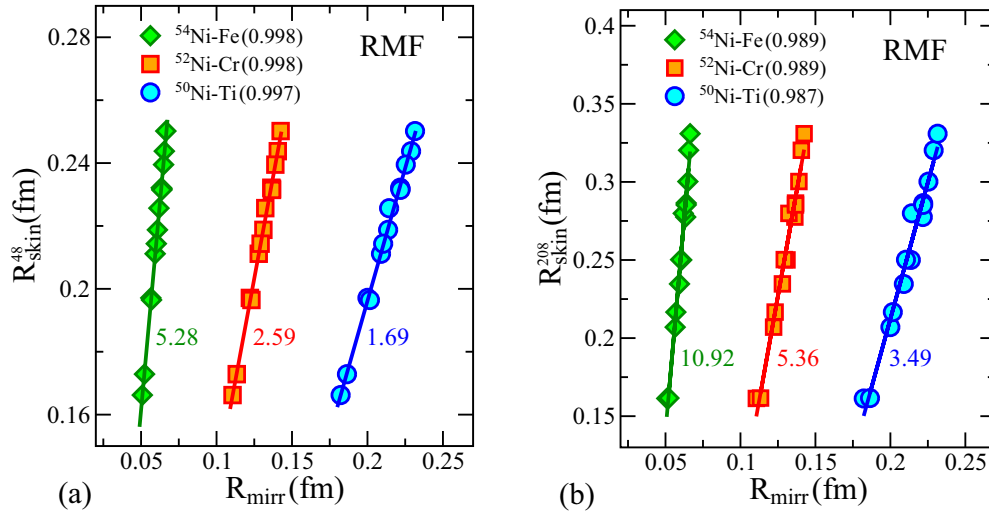 RMF
⁵⁴Ni-Fe(0.998)
⁵²Ni-Cr(0.998)
⁵⁰Ni-Ti(0.997)
0.28
0.24
0.2
0.16
R⁴⁸skin(fm)
5.28
2.59
1.69
0.05
0.1
0.15
0.2
0.25
(a)
Rmirr(fm)
RMF
⁵⁴Ni-Fe(0.989)
⁵²Ni-Cr(0.989)
⁵⁰Ni-Ti(0.987)
0.4
0.35
0.3
0.25
0.2
0.15
R²⁰⁸skin(fm)
10.92
5.36
3.49
0.05
0.1
0.15
0.2
0.25
(b)
Rmirr(fm)